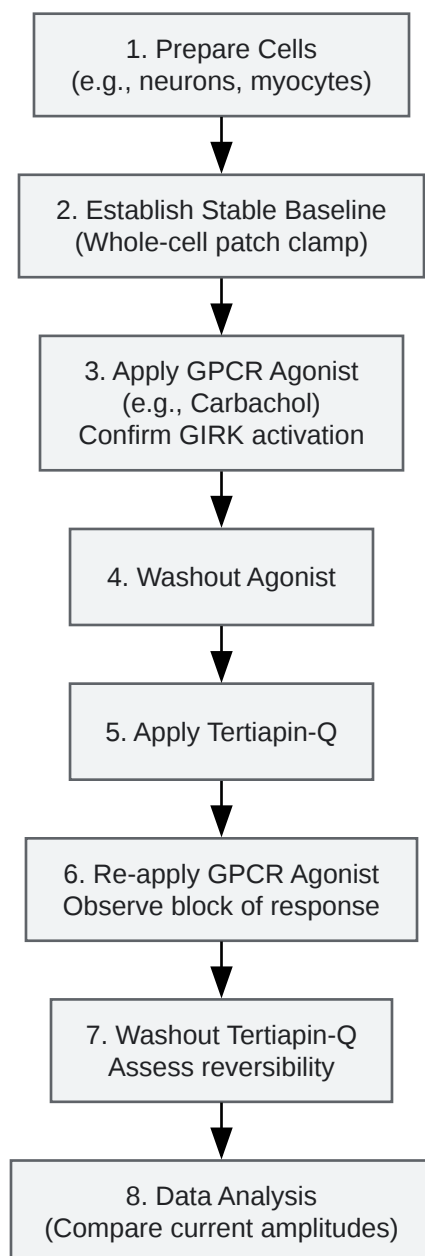 1. Prepare Cells
(e.g., neurons, myocytes)
2. Establish Stable Baseline
(Whole-cell patch clamp)
3. Apply GPCR Agonist
(e.g., Carbachol)
Confirm GIRK activation
4. Washout Agonist
5. Apply Tertiapin-Q
6. Re-apply GPCR Agonist
Observe block of response
7. Washout Tertiapin-Q
Assess reversibility
8. Data Analysis
(Compare current amplitudes)